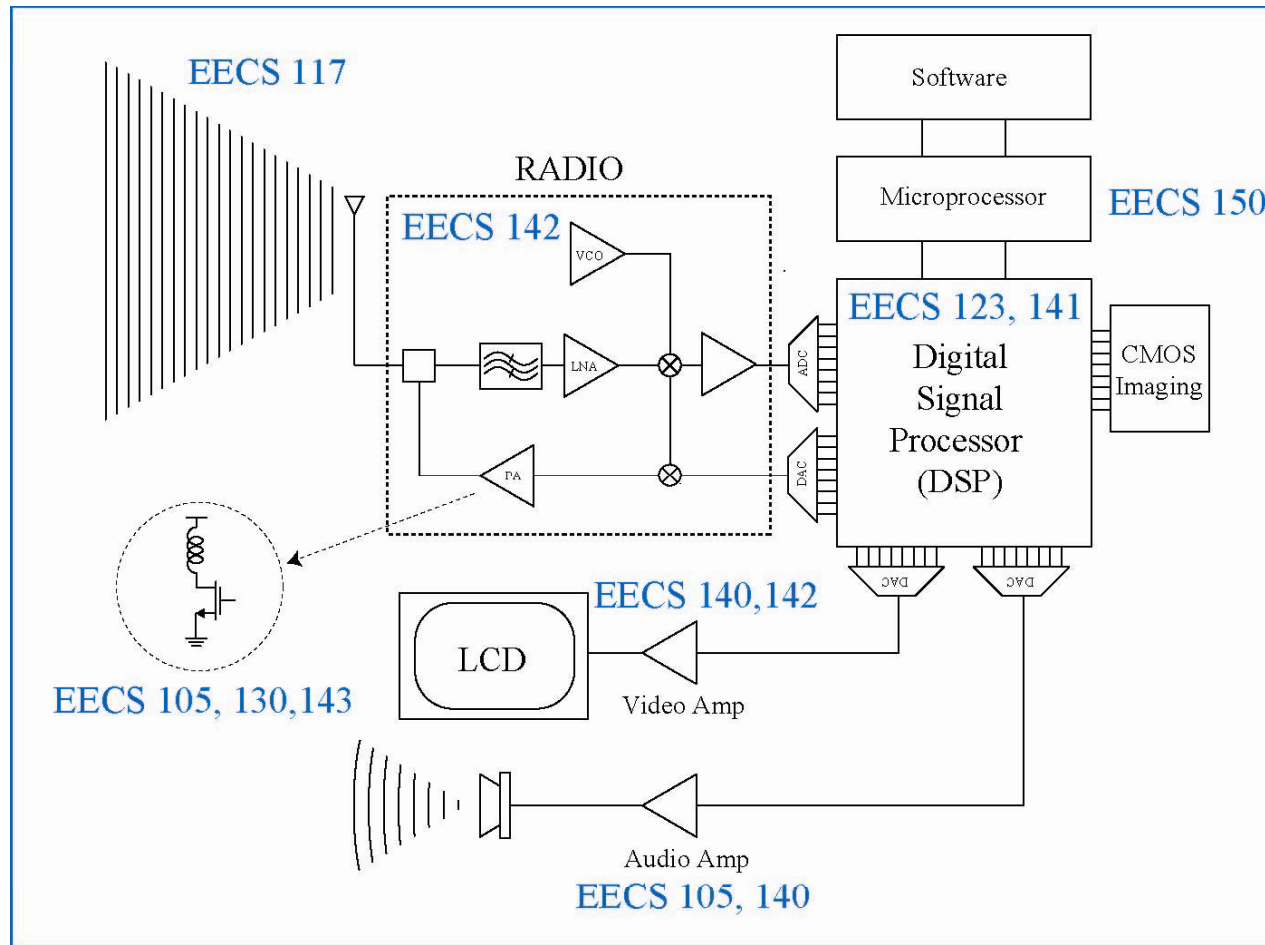 EECS 117
Software
RADIO
Microprocessor
EECS 150
EECS 142
VCO
EECS 123, 141
Digital
Signal
Processor
(DSP)
CMOS
Imaging
LNA
ADC
PA
DAC
DAC
DAC
EECS 140,142
LCD
Video Amp
EECS 105, 130,143
Audio Amp
EECS 105, 140